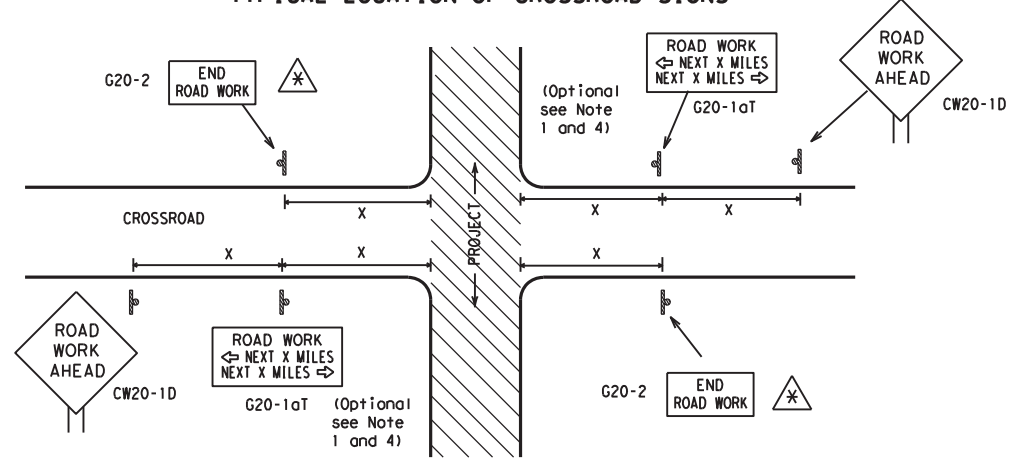 TYPICAL LOCATION OF CROSSROAD SIGNS
G20-2
END
ROAD WORK
*
(Optional
see Note
1 and 4)
ROAD WORK
⇦ NEXT X MILES
NEXT X MILES ⇨
G20-1aT
ROAD
WORK
AHEAD
CW20-1D
CROSSROAD
X
X
X
PROJECT
X
X
X
ROAD
WORK
AHEAD
CW20-1D
ROAD WORK
⇦ NEXT X MILES
NEXT X MILES ⇨
G20-1aT
(Optional
see Note
1 and 4)
G20-2
END
ROAD WORK
*